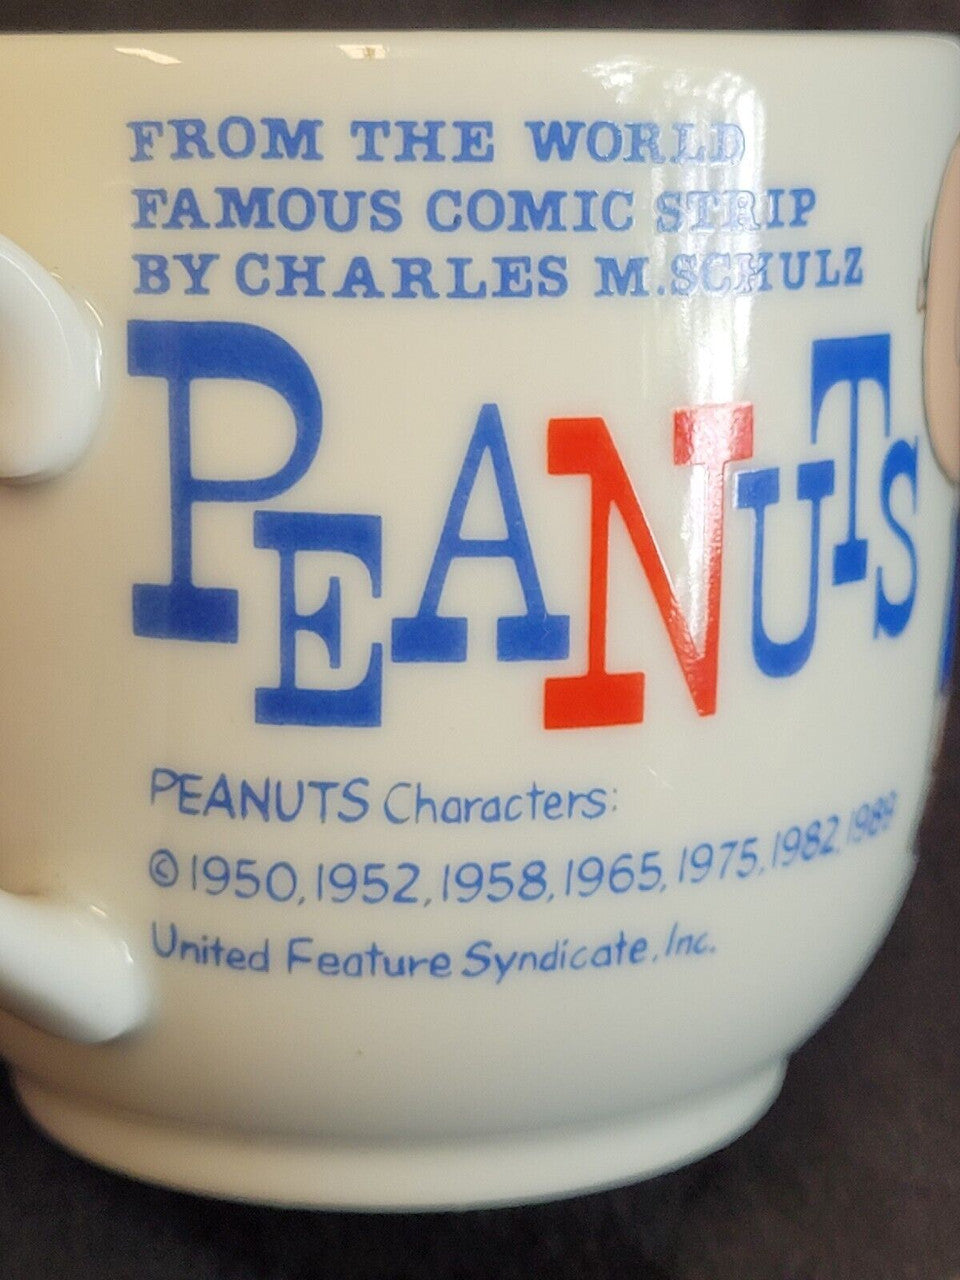 FROM THE WORLD
FAMOUS COMIC STRIP
BY CHARLES M. SCHULZ
PEANUTS
PEANUTS Characters:
© 1950, 1952, 1958, 1965, 1975, 1982, 1989
United Feature Syndicate, Inc.